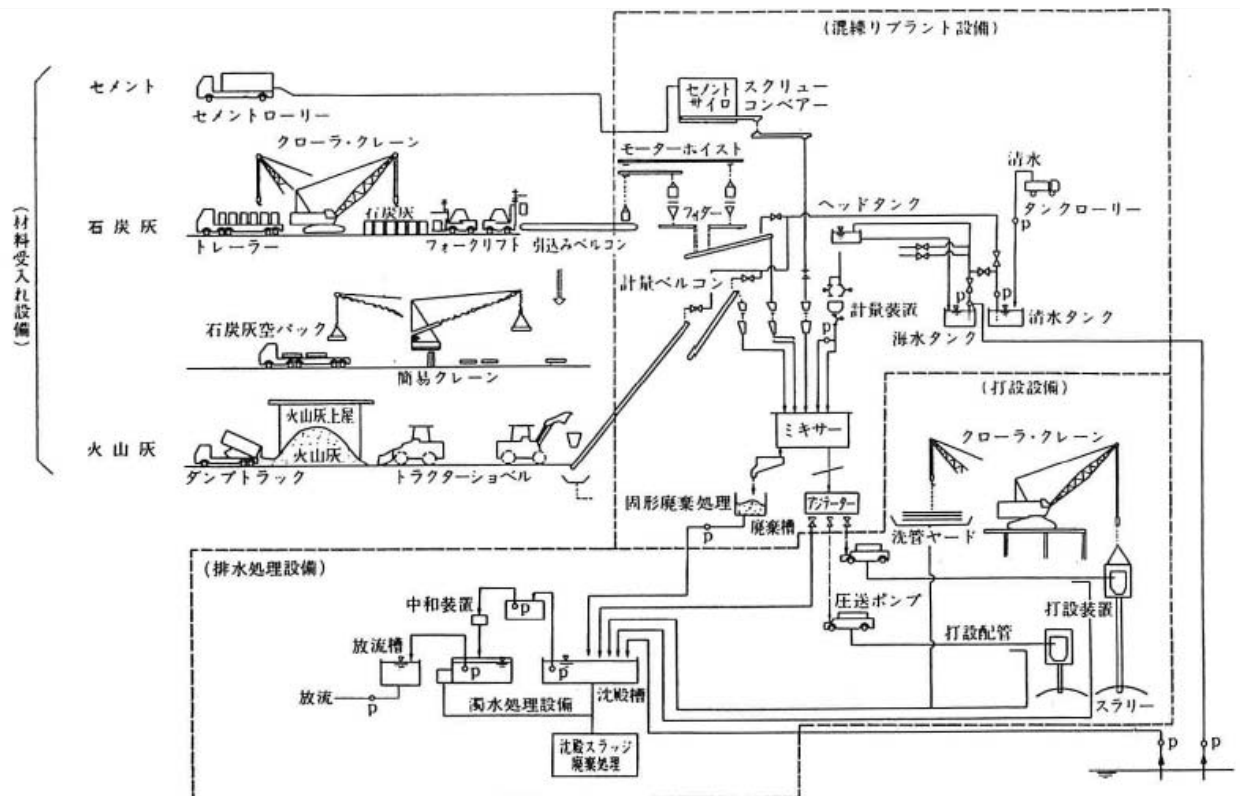 (混練りプラント設備)
(材料受入れ設備)
セメント
セメントローリー
セメント
サイロ
スクリュー
コンベアー
クローラ・クレーン
モーターホイスト
清水
タンクローリー
p
石炭灰
石炭灰
トレーラー
フォークリフト
引込みベルコン
フィダー
ヘッドタンク
計量ベルコン
計量装置
p
p
p
海水タンク
清水タンク
石炭灰空パック
簡易クレーン
(打設設備)
火山灰
火山灰上屋
火山灰
ダンプトラック
トラクターショベル
ミキサー
クローラ・クレーン
固形廃棄処理
廃棄槽
p
アジテーター
洗管ヤード
(排水処理設備)
中和装置
p
圧送ポンプ
打設装置
打設配管
放流槽
放流
p
p
p
濁水処理設備
沈殿槽
スラリー
沈殿スラッジ
廃棄処理
p
p